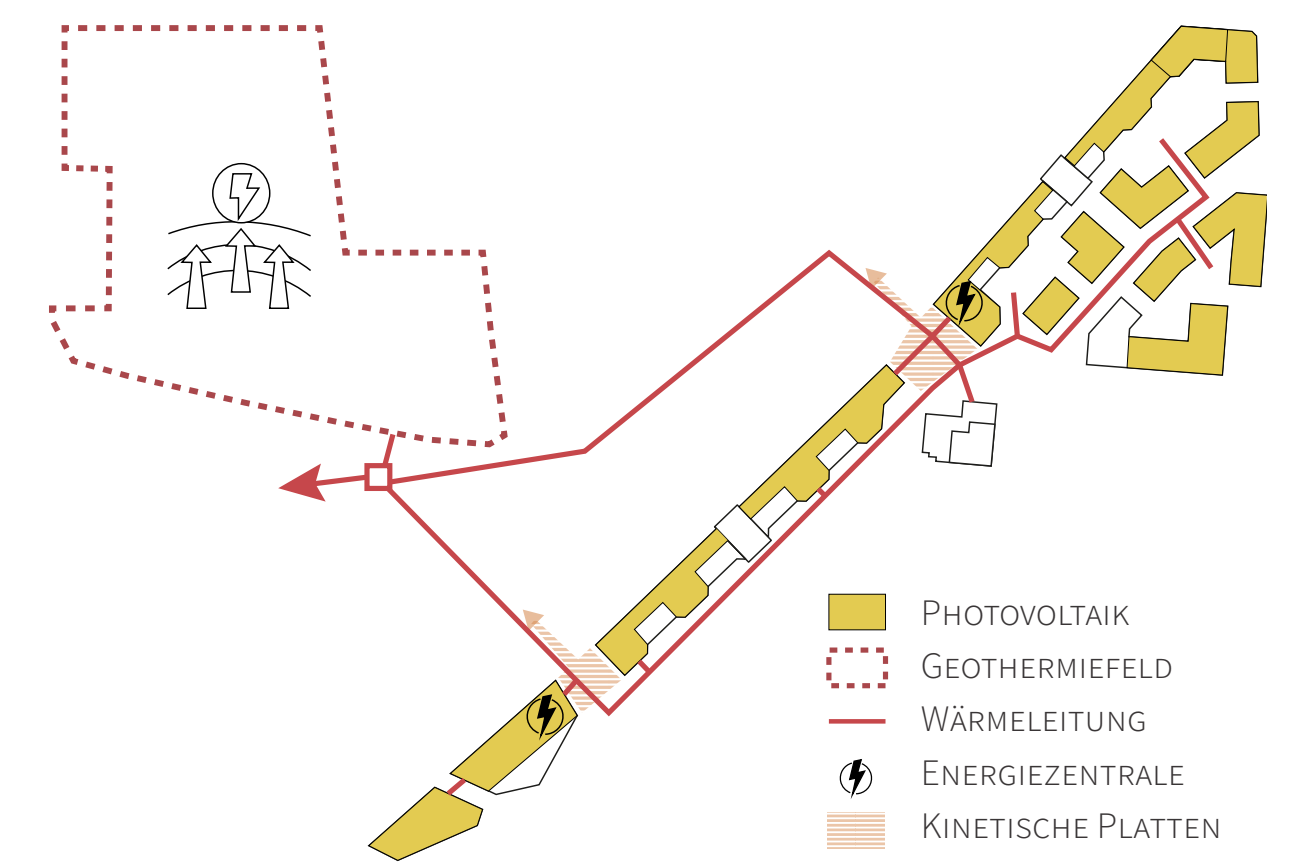 Photovoltaik
Geothermiefeld
Wärmeleitung
Energiezentrale
Kinetische Platten